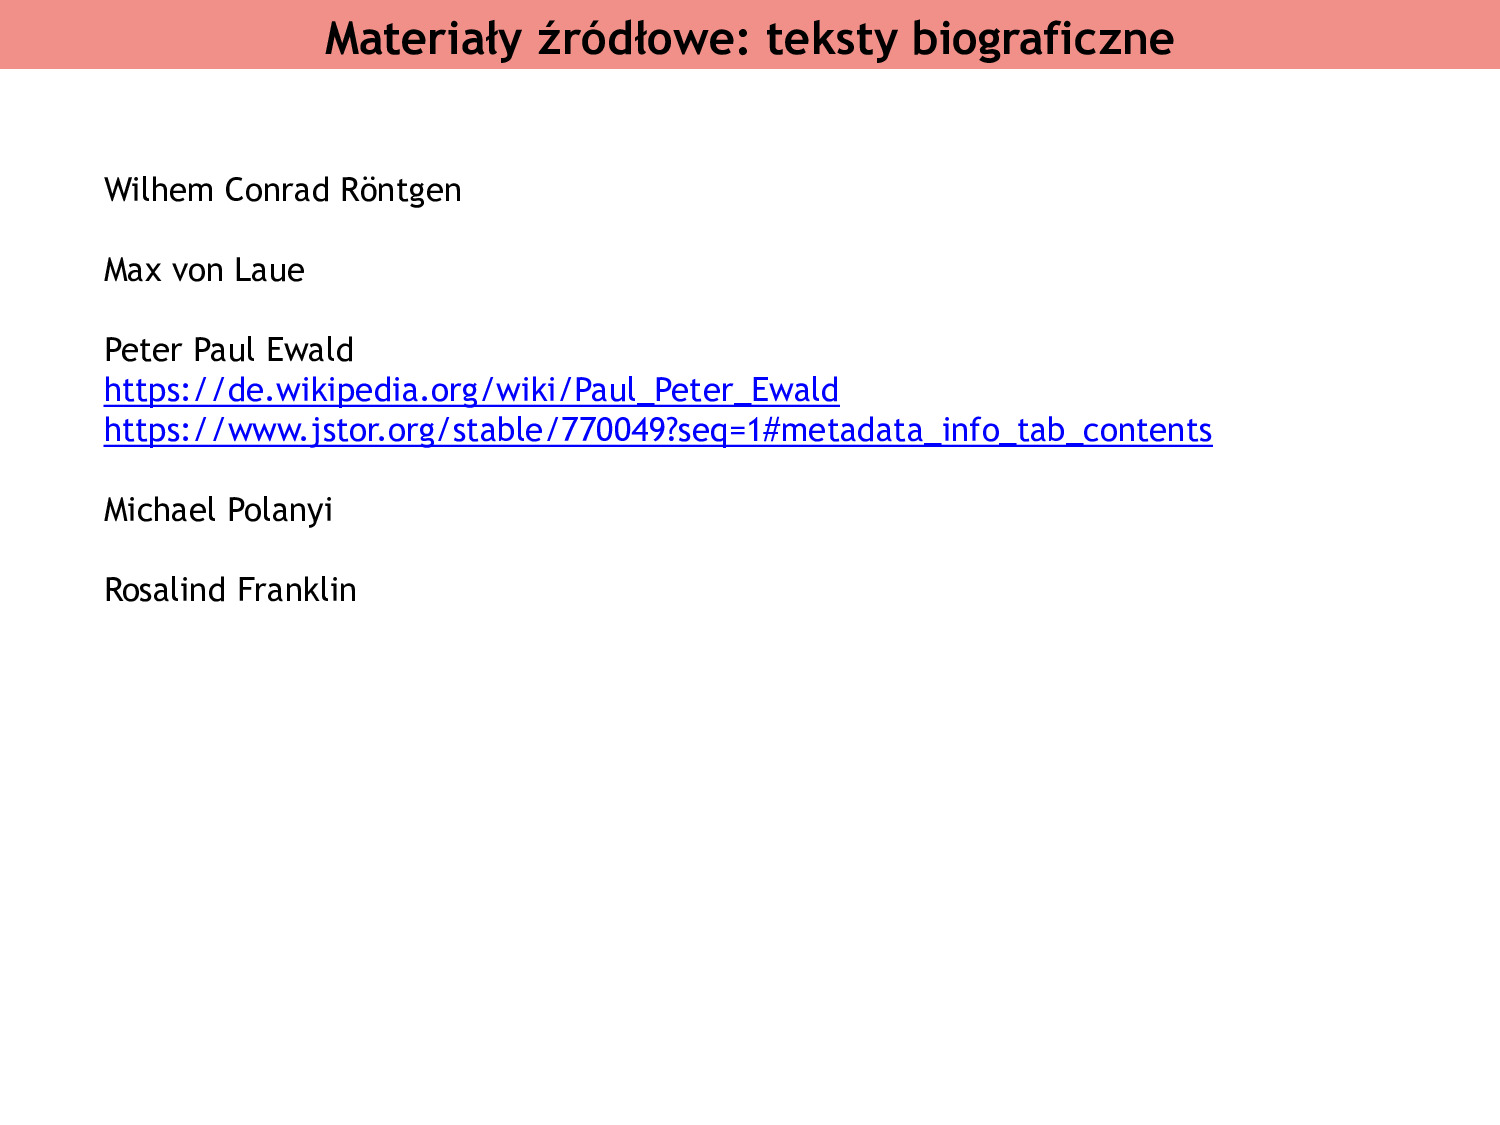 Materiały źródłowe: teksty biograficzne
Wilhem Conrad Röntgen
Max von Laue
Peter Paul Ewald
https://de.wikipedia.org/wiki/Paul_Peter_Ewald
https://www.jstor.org/stable/770049?seq=1#metadata_info_tab_contents
Michael Polanyi
Rosalind Franklin